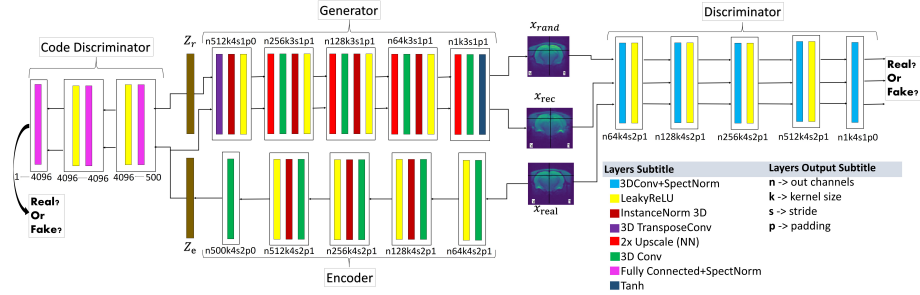 Generator
Discriminator
Code Discriminator
Z_r
n512k4s1p0 n256k3s1p1 n128k3s1p1 n64k3s1p1 n1k3s1p1
x_rand
x_rec
x_real
Real?
Or
Fake?
n64k4s2p1 n128k4s2p1 n256k4s2p1 n512k4s2p1 n1k4s1p0
1 4096 4096 4096 4096 500
Real?
Or
Fake?
Z_e
n500k4s2p0 n512k4s2p1 n256k4s2p1 n128k4s2p1 n64k4s2p1
Encoder
Layers Subtitle
3DConv+SpectNorm
LeakyReLU
InstanceNorm 3D
3D TransposeConv
2x Upscale (NN)
3D Conv
Fully Connected+SpectNorm
Tanh
Layers Output Subtitle
n -> out channels
k -> kernel size
s -> stride
p -> padding